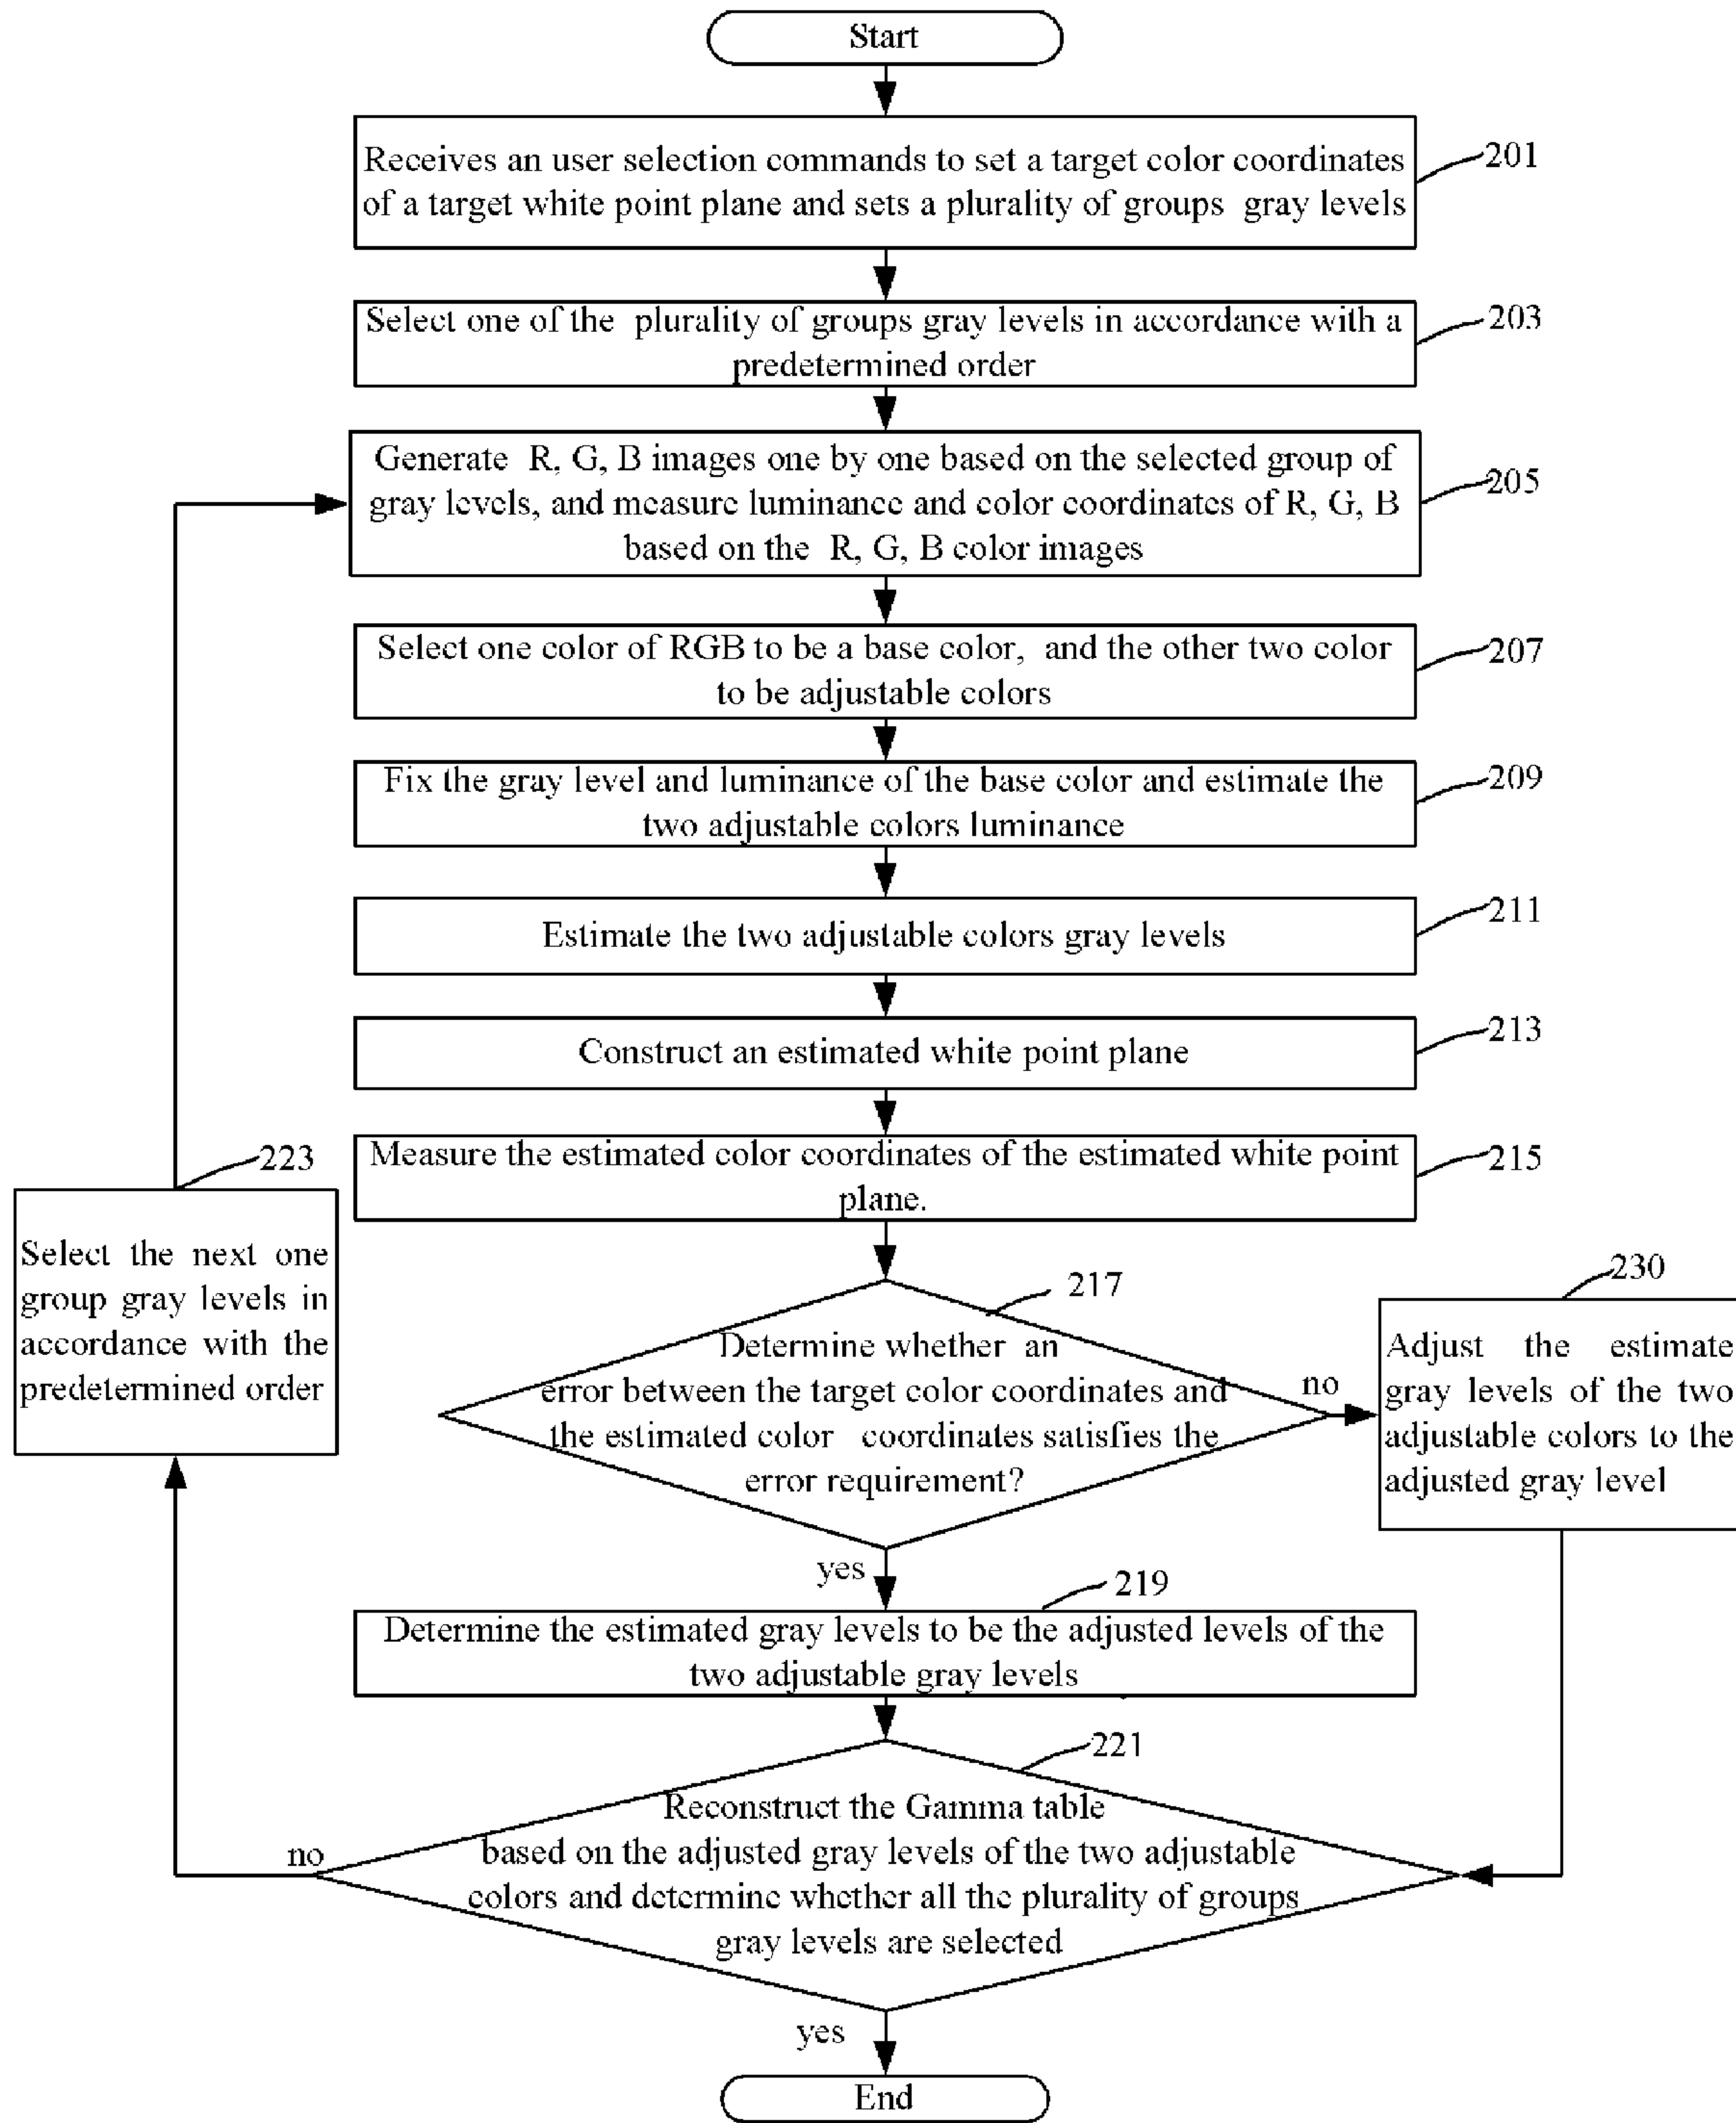 Start
Receives an user selection commands to set a target color coordinates
of a target white point plane and sets a plurality of groups gray levels
201
Select one of the plurality of groups gray levels in accordance with a
predetermined order
203
Generate R, G, B images one by one based on the selected group of
gray levels, and measure luminance and color coordinates of R, G, B
based on the R, G, B color images
205
Select one color of RGB to be a base color, and the other two color
to be adjustable colors
207
Fix the gray level and luminance of the base color and estimate the
two adjustable colors luminance
209
Estimate the two adjustable colors gray levels
211
Construct an estimated white point plane
213
Measure the estimated color coordinates of the estimated white point
plane.
215
223
Select the next one
group gray levels in
accordance with the
predetermined order
217
Determine whether an
error between the target color coordinates and
the estimated color coordinates satisfies the
error requirement?
no
230
Adjust the estimate
gray levels of the two
adjustable colors to the
adjusted gray level
yes
219
Determine the estimated gray levels to be the adjusted levels of the
two adjustable gray levels
221
Reconstruct the Gamma table
based on the adjusted gray levels of the two adjustable
colors and determine whether all the plurality of groups
gray levels are selected
no
yes
End